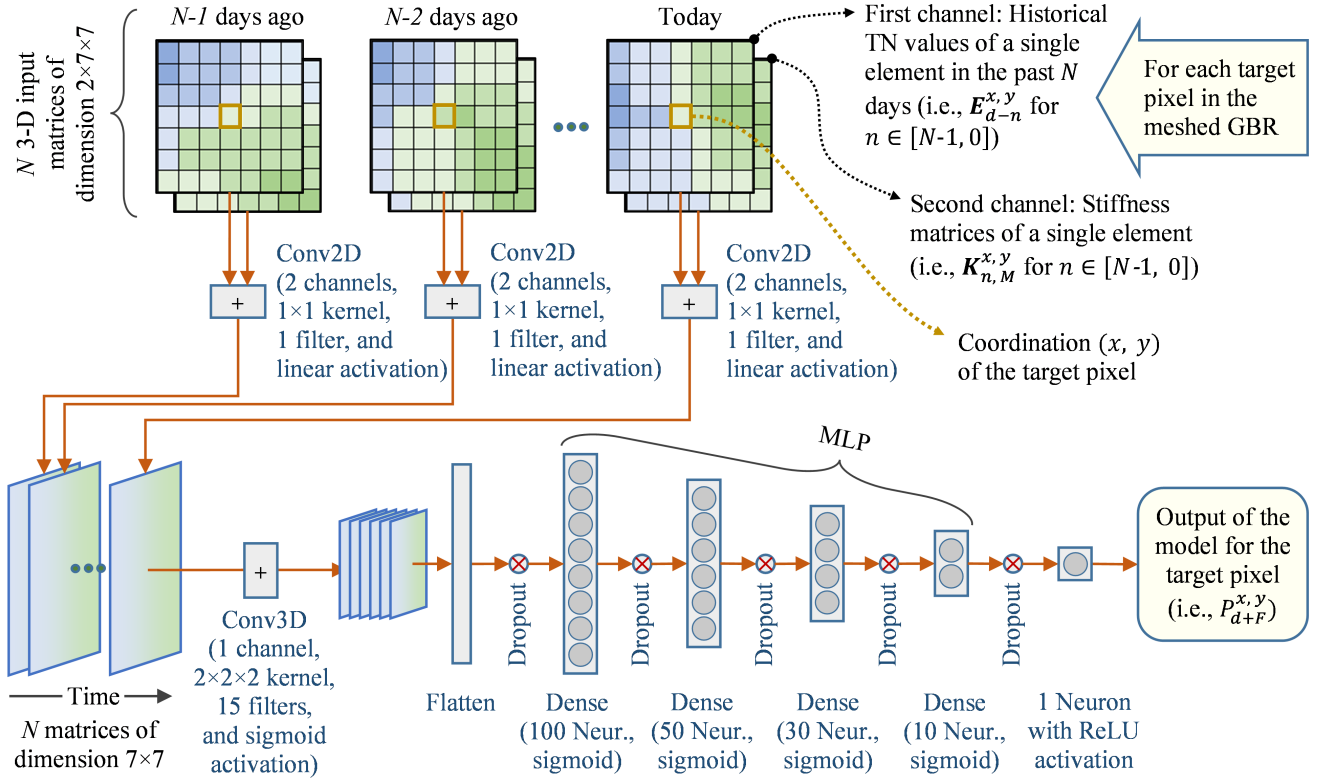 N-1 days ago
N-2 days ago
Today
N 3-D input
matrices of
dimension 2×7×7
First channel: Historical
TN values of a single
element in the past N
days (i.e., E^{x, y}_{d−n} for
n ∈ [N-1, 0])
For each target
pixel in the
meshed GBR
Second channel: Stiffness
matrices of a single element
(i.e., K^{x, y}_{n, M} for n ∈ [N-1, 0])
Coordination (x, y)
of the target pixel
Conv2D
(2 channels,
1×1 kernel,
1 filter, and
linear activation)
+
Conv2D
(2 channels,
1×1 kernel,
1 filter, and
linear activation)
+
Conv2D
(2 channels,
1×1 kernel,
1 filter, and
linear activation)
+
MLP
Time
N matrices of
dimension 7×7
+
Conv3D
(1 channel,
2×2×2 kernel,
15 filters,
and sigmoid
activation)
Flatten
Dropout
Dense
(100 Neur.,
sigmoid)
Dropout
Dense
(50 Neur.,
sigmoid)
Dropout
Dense
(30 Neur.,
sigmoid)
Dropout
Dense
(10 Neur.,
sigmoid)
Dropout
1 Neuron
with ReLU
activation
Output of the
model for the
target pixel
(i.e., P^{x, y}_{d+F})